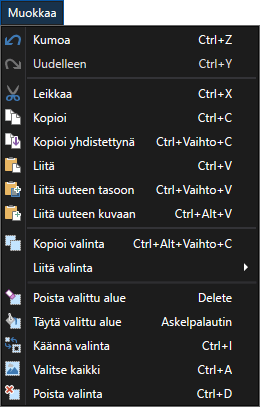 Muokkaa
Kumoa Ctrl+Z
Uudelleen Ctrl+Y
Leikkaa Ctrl+X
Kopioi Ctrl+C
Kopioi yhdistettynä Ctrl+Vaihto+C
Liitä Ctrl+V
Liitä uuteen tasoon Ctrl+Vaihto+V
Liitä uuteen kuvaan Ctrl+Alt+V
Kopioi valinta Ctrl+Alt+Vaihto+C
Liitä valinta
Poista valittu alue Delete
Täytä valittu alue Askelpalautin
Käännä valinta Ctrl+I
Valitse kaikki Ctrl+A
Poista valinta Ctrl+D